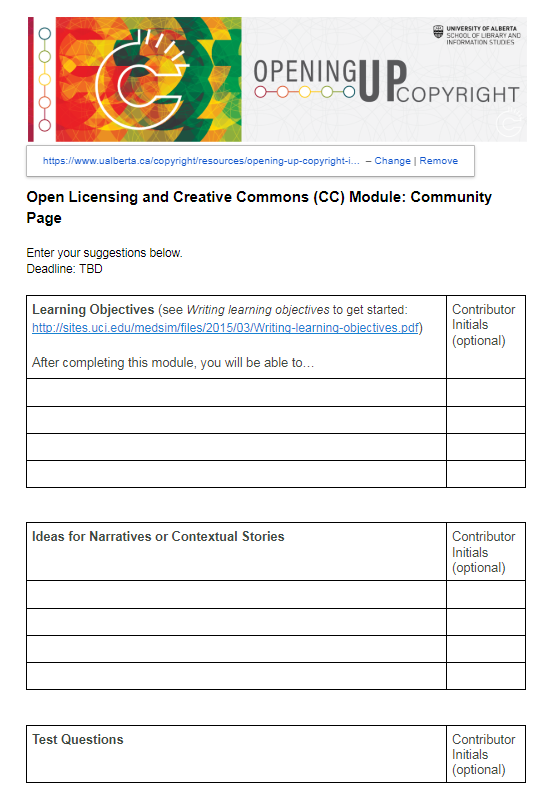 UNIVERSITY OF ALBERTA
SCHOOL OF LIBRARY AND
INFORMATION STUDIES
OPENING UP
COPYRIGHT
https://www.ualberta.ca/copyright/resources/opening-up-copyright-i… – Change | Remove
Open Licensing and Creative Commons (CC) Module: Community
Page
Enter your suggestions below.
Deadline: TBD
Learning Objectives (see Writing learning objectives to get started:
http://sites.uci.edu/medsim/files/2015/03/Writing-learning-objectives.pdf)
After completing this module, you will be able to…
Contributor
Initials
(optional)
Ideas for Narratives or Contextual Stories
Contributor
Initials
(optional)
Test Questions
Contributor
Initials
(optional)